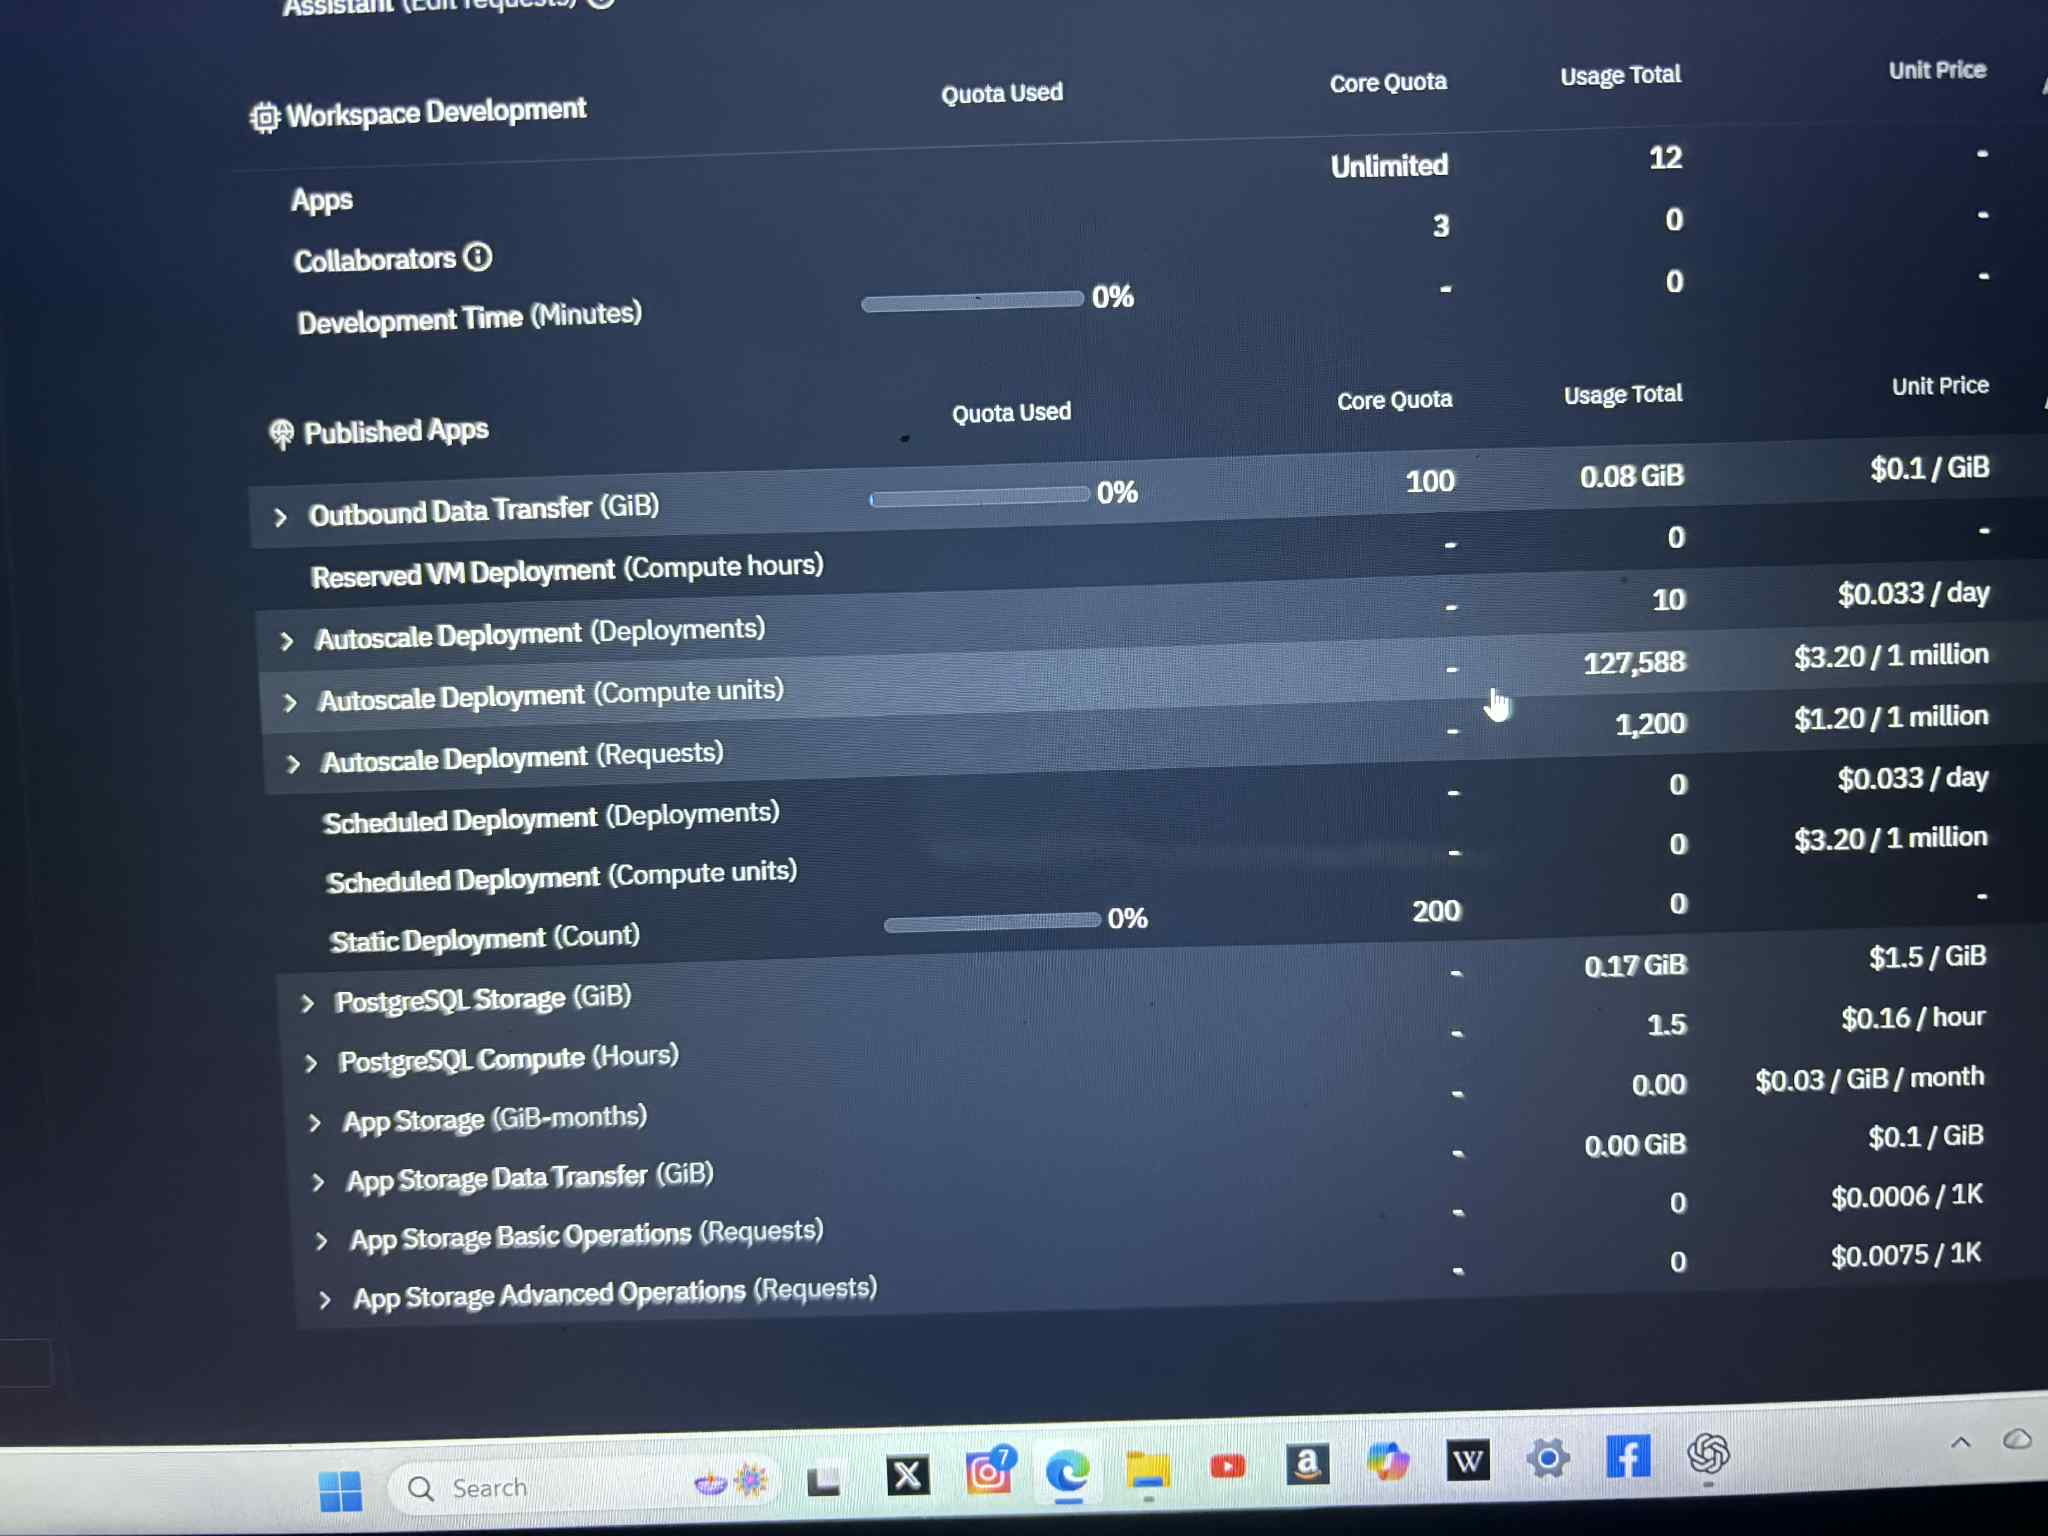 Assistant (Edit requests)
Workspace Development Quota Used Core Quota Usage Total Unit Price
Apps Unlimited 12 -
Collaborators 3 0 -
Development Time (Minutes) 0% - 0 -
Published Apps Quota Used Core Quota Usage Total Unit Price
Outbound Data Transfer (GiB) 0% 100 0.08 GiB $0.1 / GiB
Reserved VM Deployment (Compute hours) - 0 -
Autoscale Deployment (Deployments) - 10 $0.033 / day
Autoscale Deployment (Compute units) - 127,588 $3.20 / 1 million
Autoscale Deployment (Requests) - 1,200 $1.20 / 1 million
Scheduled Deployment (Deployments) - 0 $0.033 / day
Scheduled Deployment (Compute units) - 0 $3.20 / 1 million
Static Deployment (Count) 0% 200 0 -
PostgreSQL Storage (GiB) - 0.17 GiB $1.5 / GiB
PostgreSQL Compute (Hours) - 1.5 $0.16 / hour
App Storage (GiB-months) - 0.00 $0.03 / GiB / month
App Storage Data Transfer (GiB) - 0.00 GiB $0.1 / GiB
App Storage Basic Operations (Requests) - 0 $0.0006 / 1K
App Storage Advanced Operations (Requests) - 0 $0.0075 / 1K
Search 7 a W